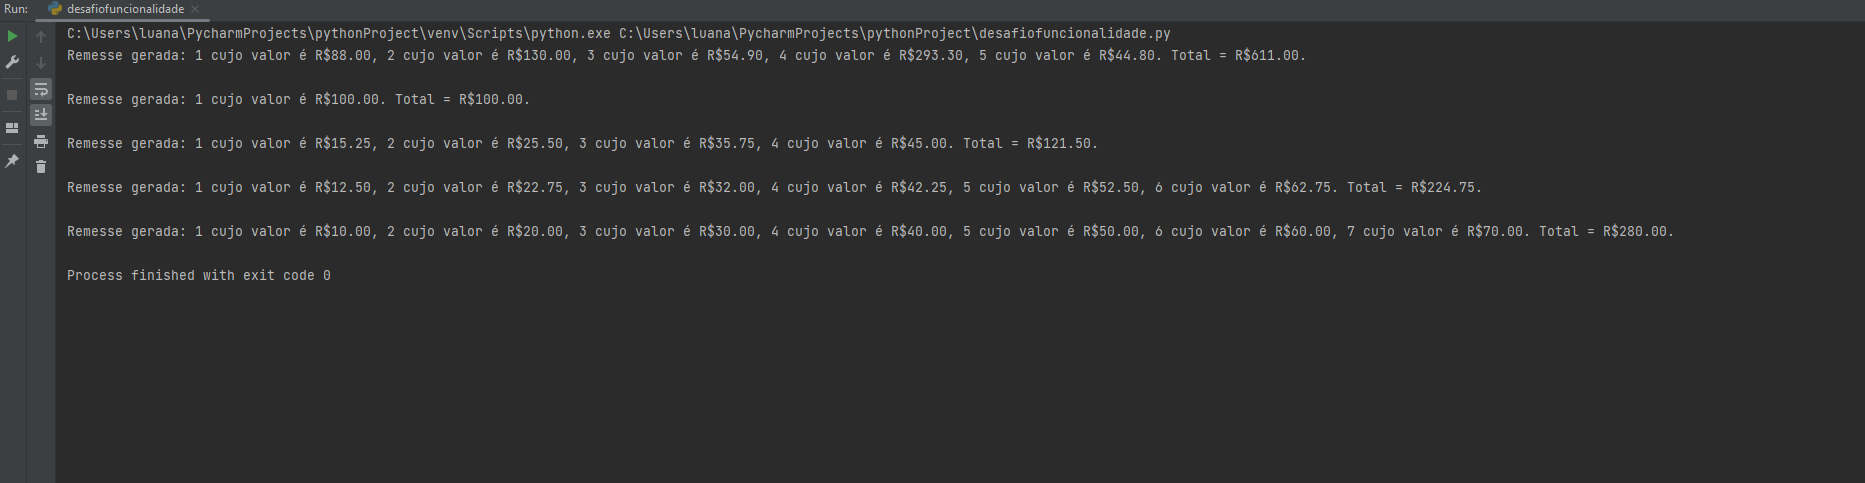 Run: desafiofuncionalidade
C:\Users\luana\PycharmProjects\pythonProject\venv\Scripts\python.exe C:\Users\luana\PycharmProjects\pythonProject\desafiofuncionalidade.py
Remesse gerada: 1 cujo valor é R$88.00, 2 cujo valor é R$130.00, 3 cujo valor é R$54.90, 4 cujo valor é R$293.30, 5 cujo valor é R$44.80. Total = R$611.00.
Remesse gerada: 1 cujo valor é R$100.00. Total = R$100.00.
Remesse gerada: 1 cujo valor é R$15.25, 2 cujo valor é R$25.50, 3 cujo valor é R$35.75, 4 cujo valor é R$45.00. Total = R$121.50.
Remesse gerada: 1 cujo valor é R$12.50, 2 cujo valor é R$22.75, 3 cujo valor é R$32.00, 4 cujo valor é R$42.25, 5 cujo valor é R$52.50, 6 cujo valor é R$62.75. Total = R$224.75.
Remesse gerada: 1 cujo valor é R$10.00, 2 cujo valor é R$20.00, 3 cujo valor é R$30.00, 4 cujo valor é R$40.00, 5 cujo valor é R$50.00, 6 cujo valor é R$60.00, 7 cujo valor é R$70.00. Total = R$280.00.
Process finished with exit code 0